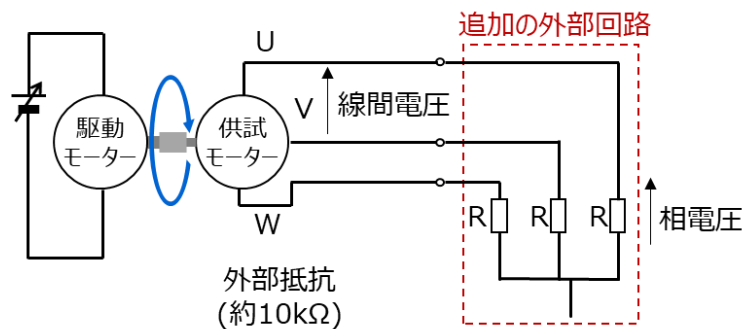 追加の外部回路
U
V
線間電圧
駆動
モーター
供試
モーター
W
R
R
R
相電圧
外部抵抗
(約10kΩ)